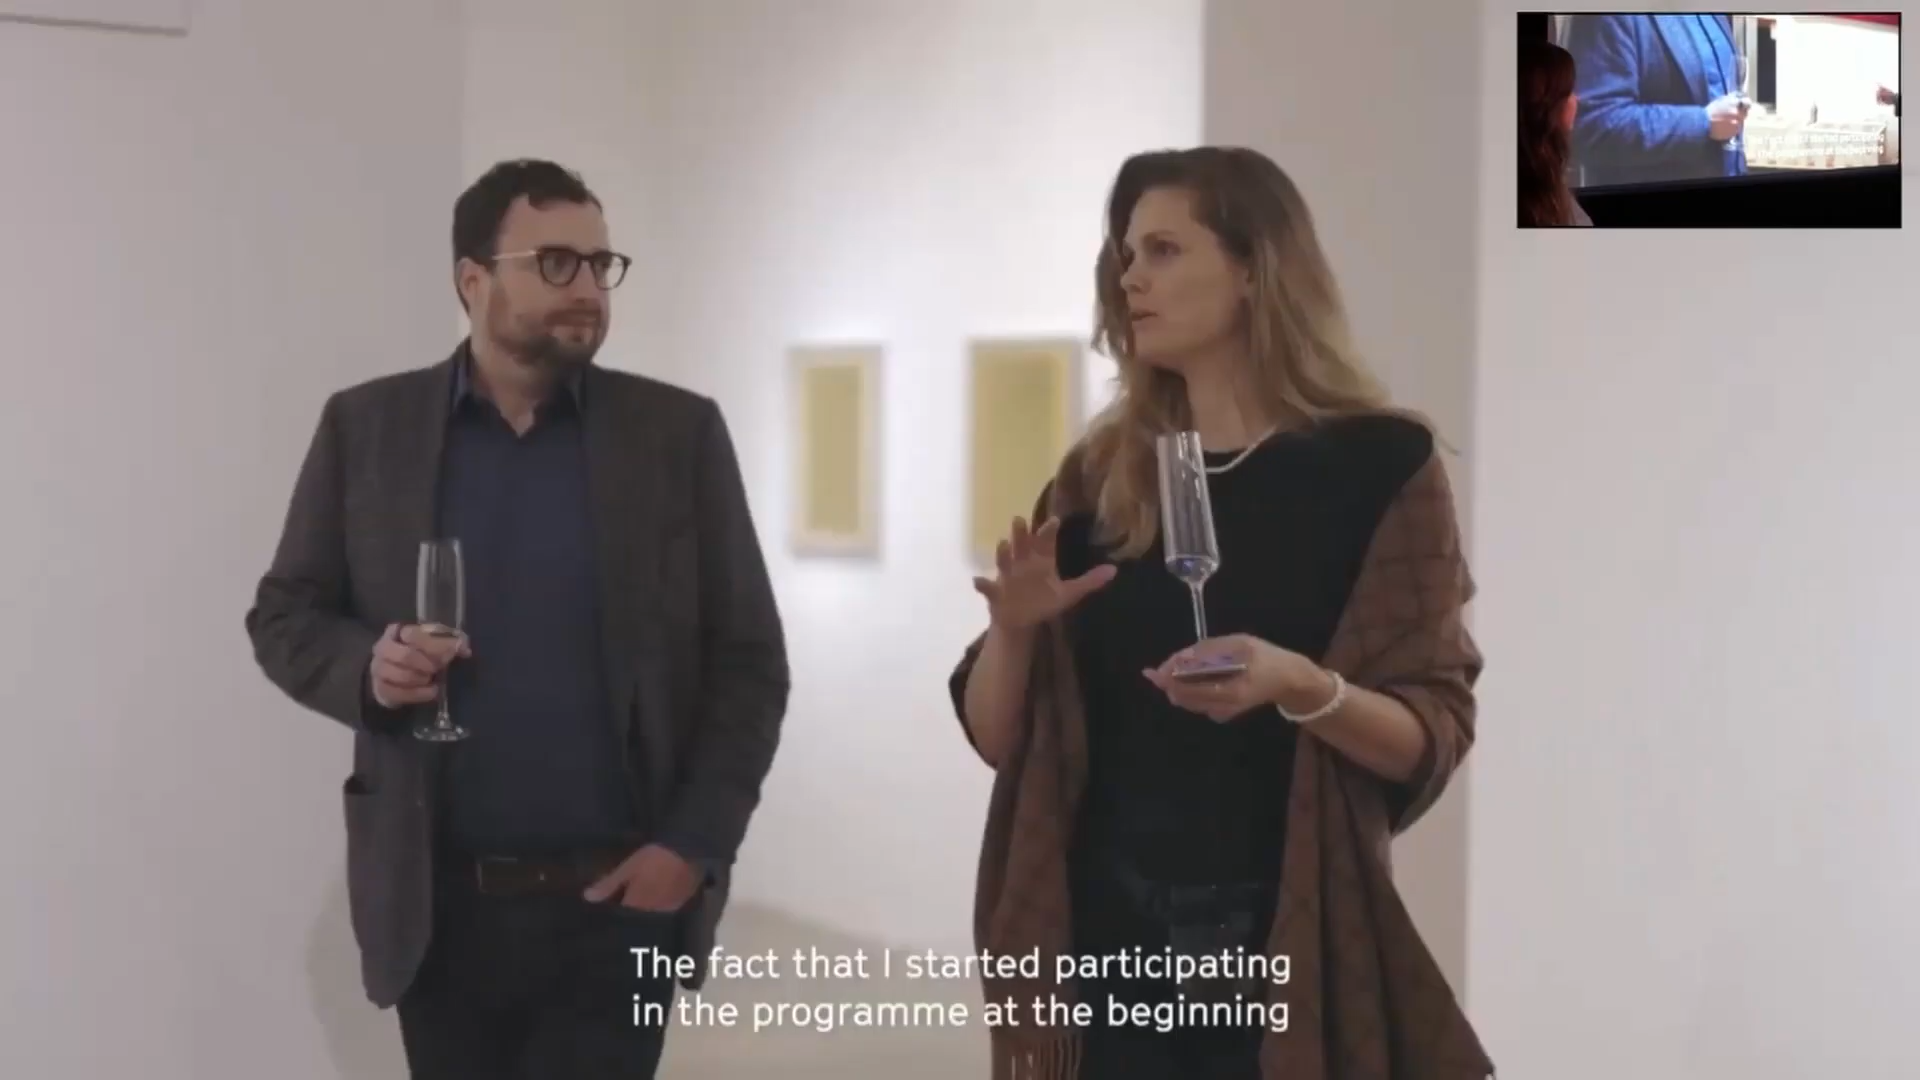 The fact that I started participating
in the programme at the beginning